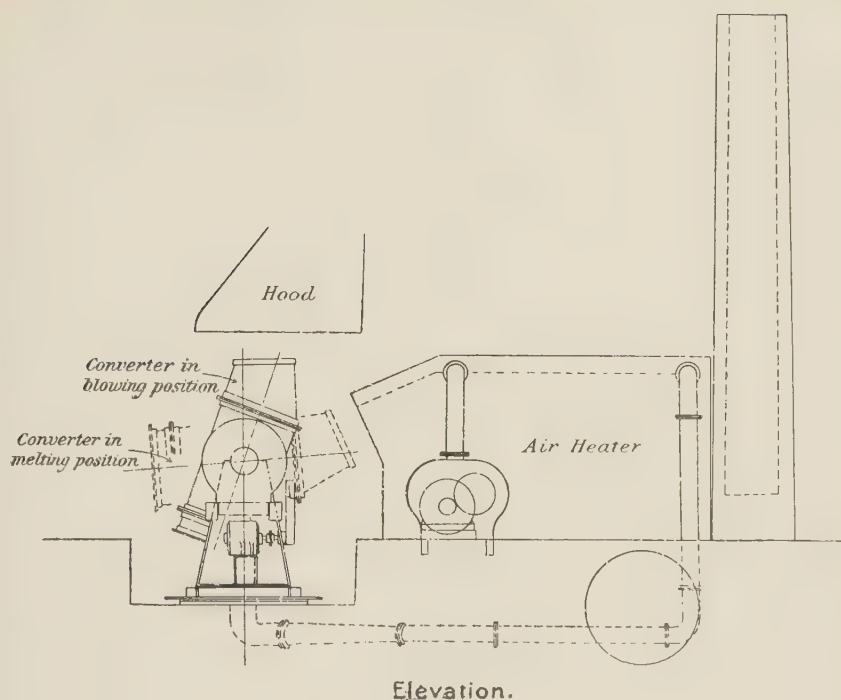 Hood
Converter in
blowing position
Converter in
melting position
Air Heater
Elevation.